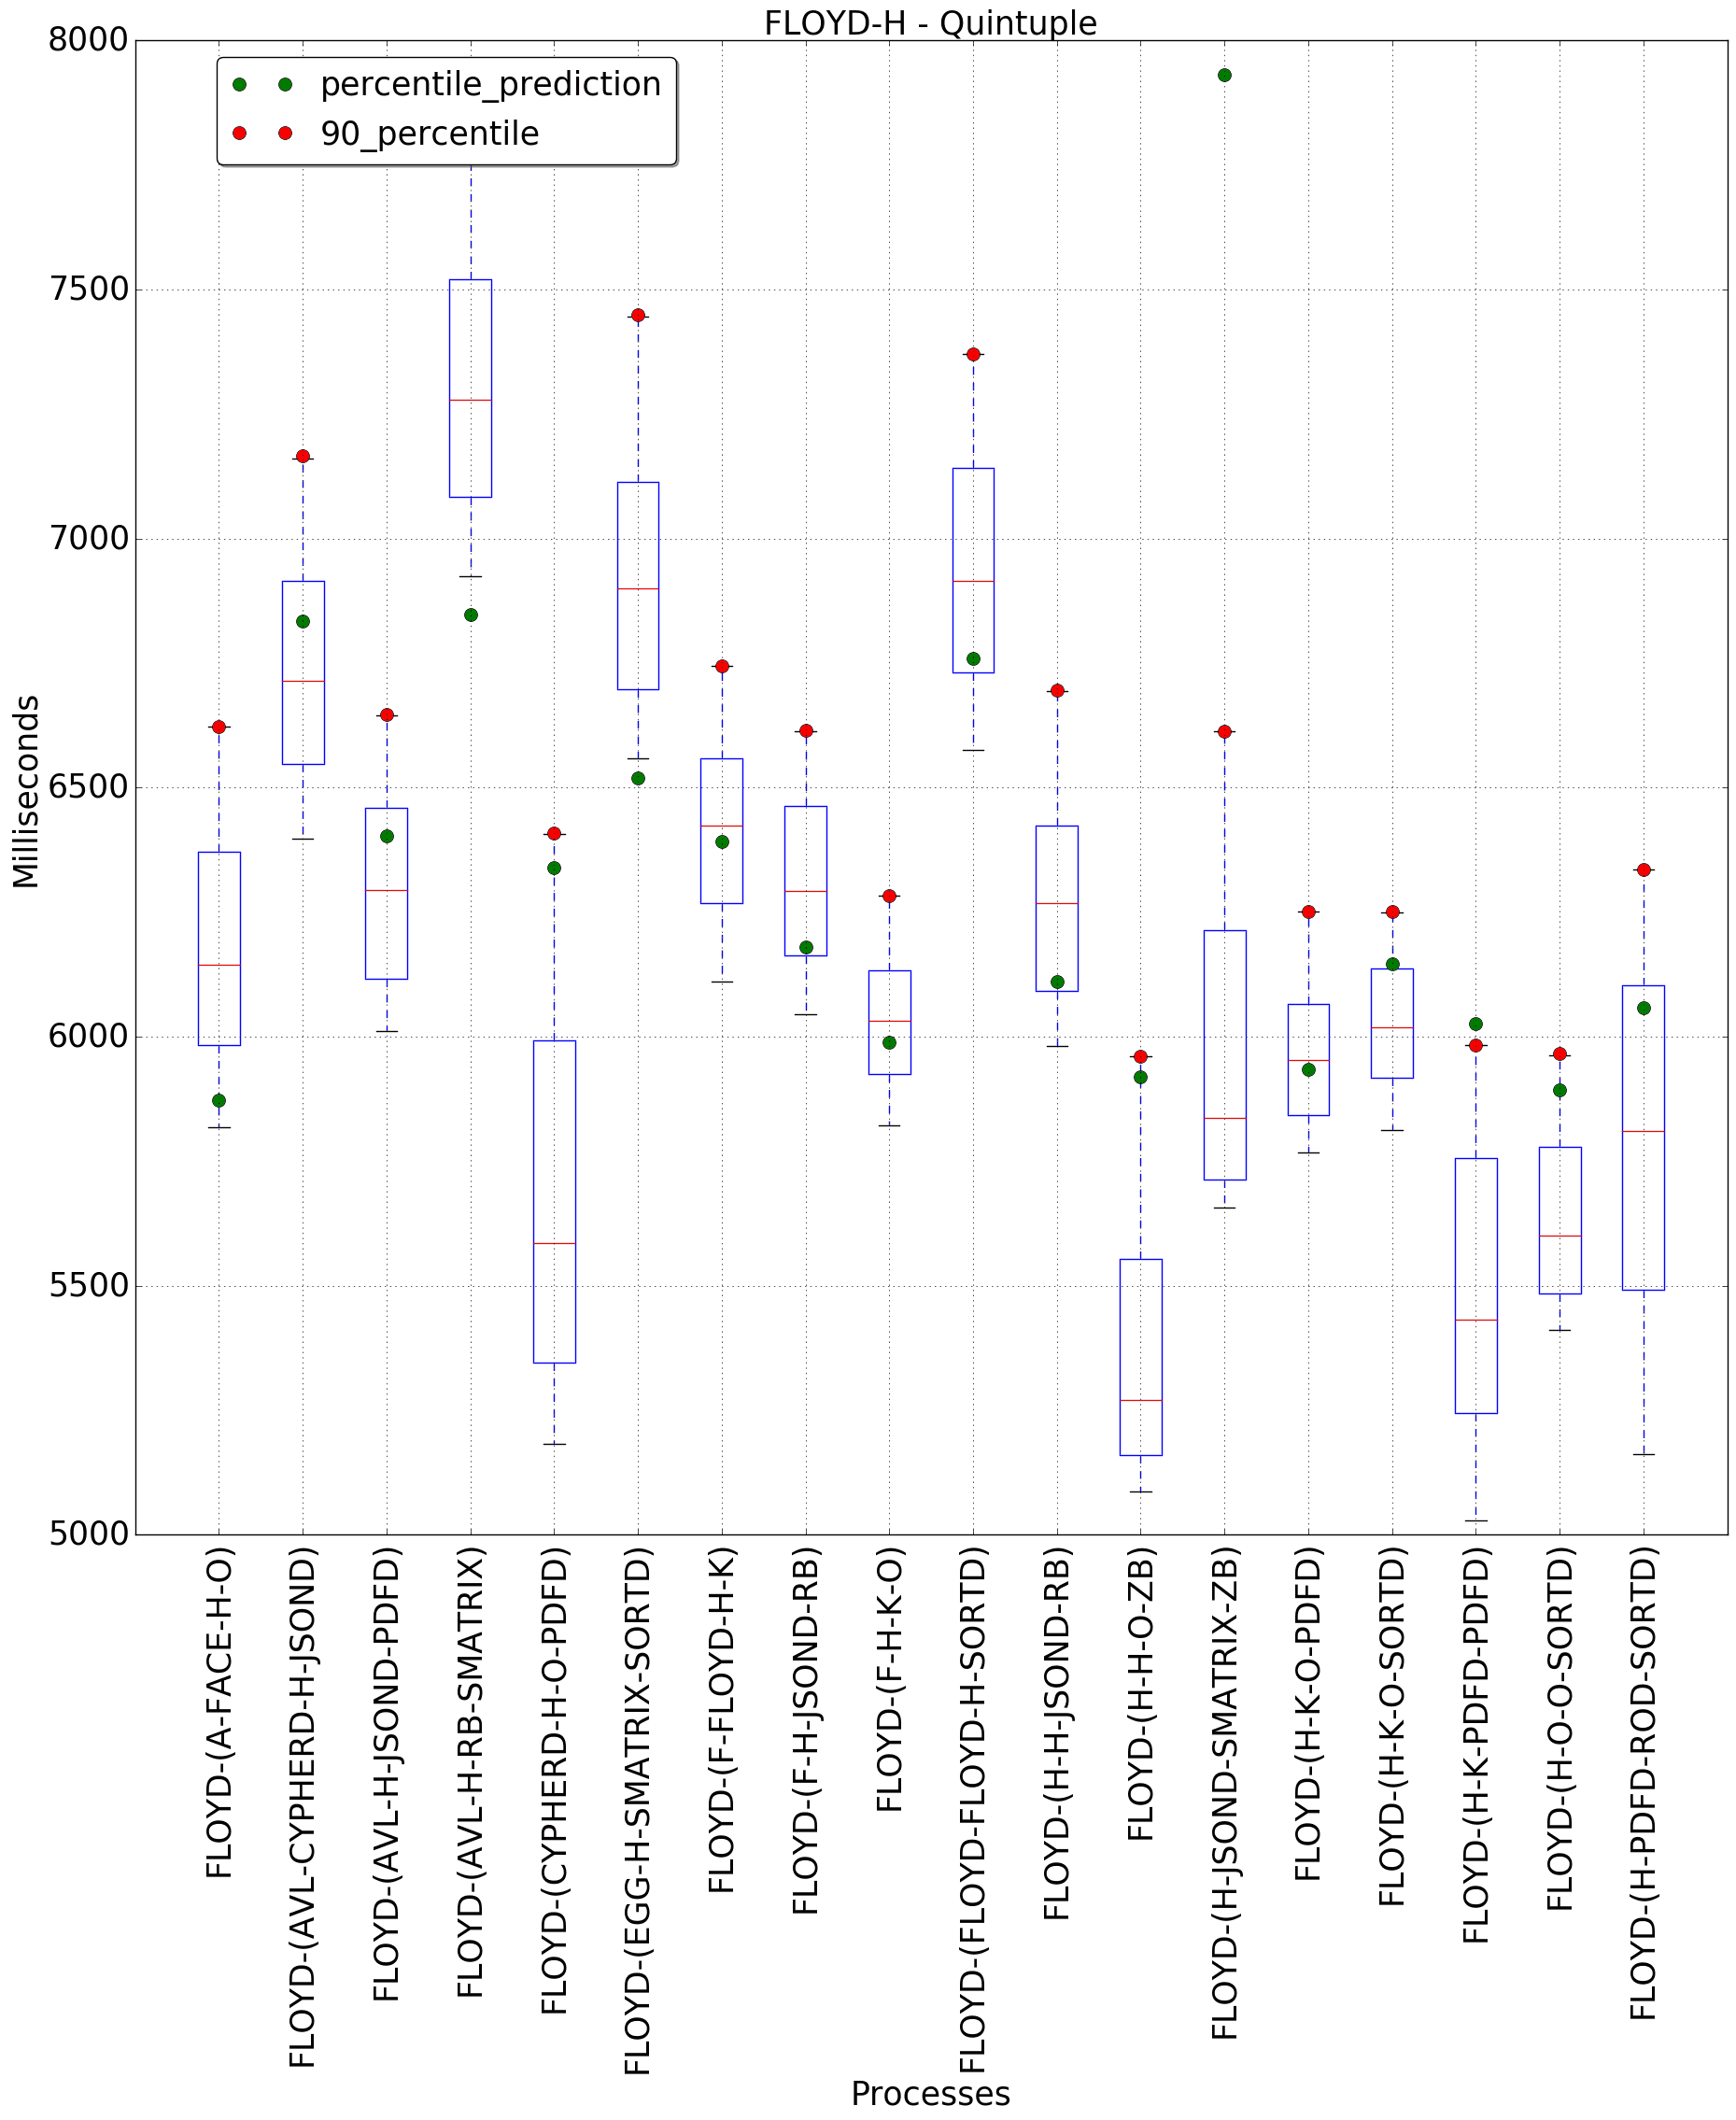 FLOYD-H - Quintuple
percentile_prediction
90_percentile
8000
7500
7000
6500
6000
5500
5000
Milliseconds
FLOYD-(A-FACE-H-O)
FLOYD-(AVL-CYPHERD-H-JSOND)
FLOYD-(AVL-H-JSOND-PDFD)
FLOYD-(AVL-H-RB-SMATRIX)
FLOYD-(CYPHERD-H-O-PDFD)
FLOYD-(EGG-H-SMATRIX-SORTD)
FLOYD-(F-FLOYD-H-K)
FLOYD-(F-H-JSOND-RB)
FLOYD-(F-H-K-O)
FLOYD-(FLOYD-FLOYD-H-SORTD)
FLOYD-(H-H-JSOND-RB)
FLOYD-(H-H-O-ZB)
FLOYD-(H-JSOND-SMATRIX-ZB)
FLOYD-(H-K-O-PDFD)
FLOYD-(H-K-O-SORTD)
FLOYD-(H-K-PDFD-PDFD)
FLOYD-(H-O-O-SORTD)
FLOYD-(H-PDFD-ROD-SORTD)
Processes